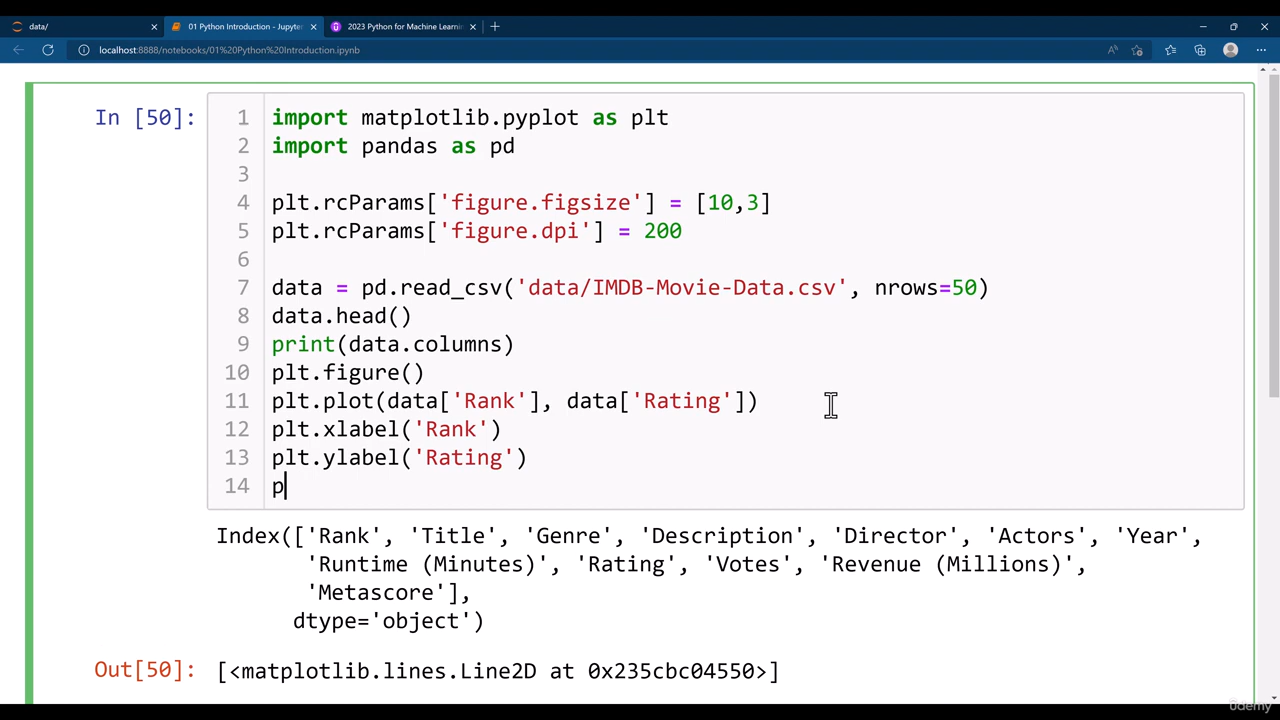 data/
01 Python Introduction - Jupyter
2023 Python for Machine Learnin
localhost:8888/notebooks/01%20Python%20Introduction.ipynb
In [50]:
1 import matplotlib.pyplot as plt
2 import pandas as pd
3
4 plt.rcParams['figure.figsize'] = [10,3]
5 plt.rcParams['figure.dpi'] = 200
6
7 data = pd.read_csv('data/IMDB-Movie-Data.csv', nrows=50)
8 data.head()
9 print(data.columns)
10 plt.figure()
11 plt.plot(data['Rank'], data['Rating'])
12 plt.xlabel('Rank')
13 plt.ylabel('Rating')
14 p
Index(['Rank', 'Title', 'Genre', 'Description', 'Director', 'Actors', 'Year',
'Runtime (Minutes)', 'Rating', 'Votes', 'Revenue (Millions)',
'Metascore'],
dtype='object')
Out[50]: [<matplotlib.lines.Line2D at 0x235cbc04550>]
ûdemy